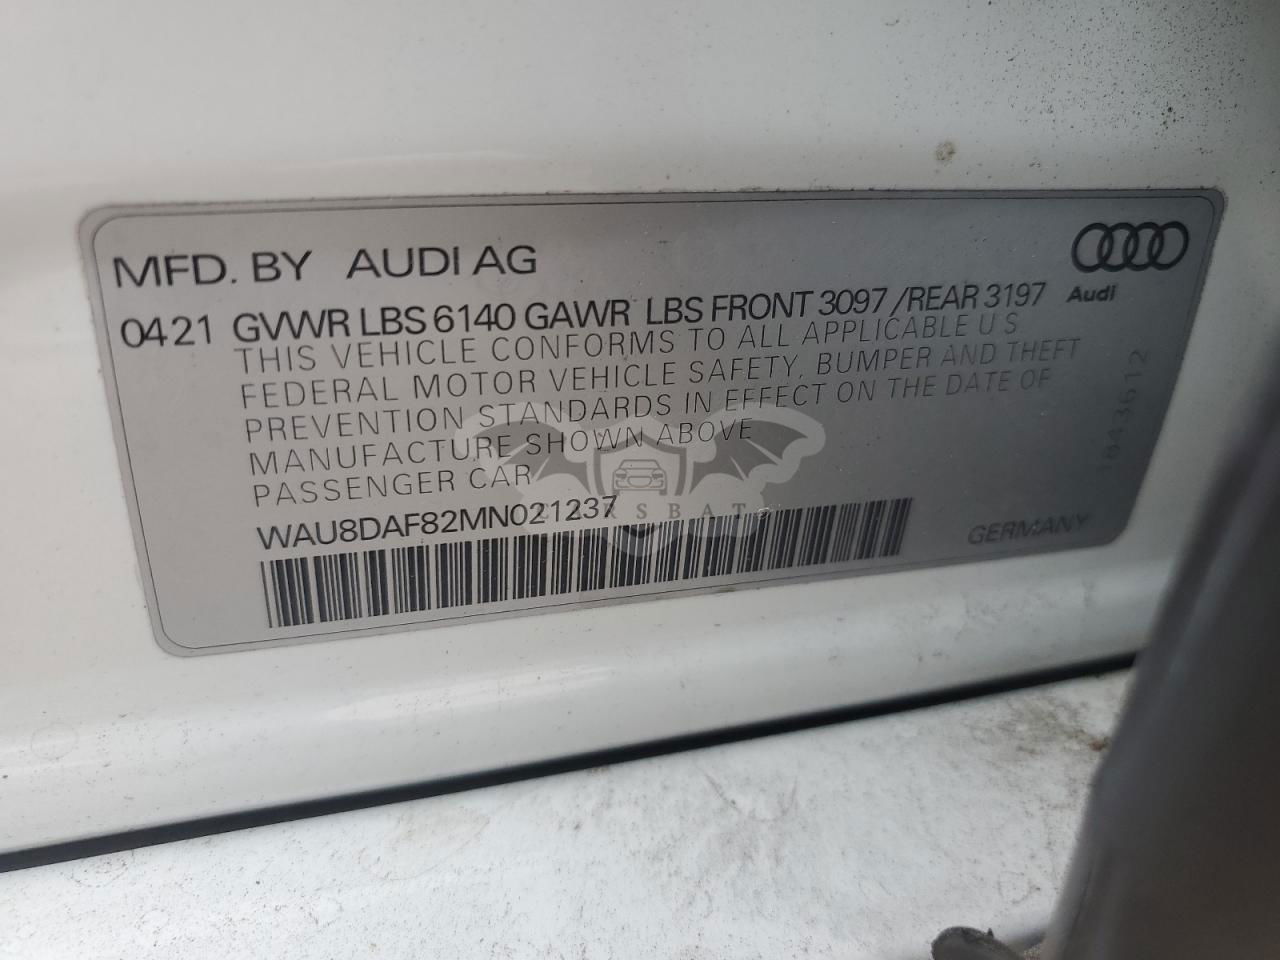 MFD. BY AUDI AG
0421 GVWR LBS 6140 GAWR LBS FRONT 3097 /REAR 3197
Audi
THIS VEHICLE CONFORMS TO ALL APPLICABLE U S
FEDERAL MOTOR VEHICLE SAFETY, BUMPER AND THEFT
PREVENTION STANDARDS IN EFFECT ON THE DATE OF
MANUFACTURE SHOWN ABOVE
PASSENGER CAR
WAU8DAF82MN021237
GERMANY
1843612
CARSBAT